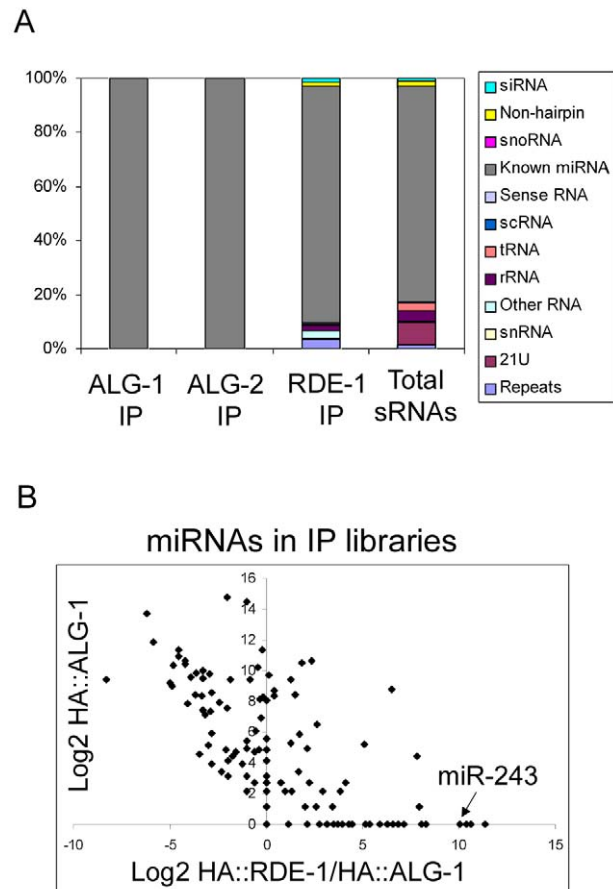 A
100%
80%
60%
40%
20%
0%
ALG-1 IP
ALG-2 IP
RDE-1 IP
Total sRNAs
siRNA
Non-hairpin
snoRNA
Known miRNA
Sense RNA
scRNA
tRNA
rRNA
Other RNA
snRNA
21U
Repeats
B
miRNAs in IP libraries
Log2 HA::ALG-1
16
14
12
10
8
6
4
2
0
miR-243
-10
-5
0
5
10
15
Log2 HA::RDE-1/HA::ALG-1